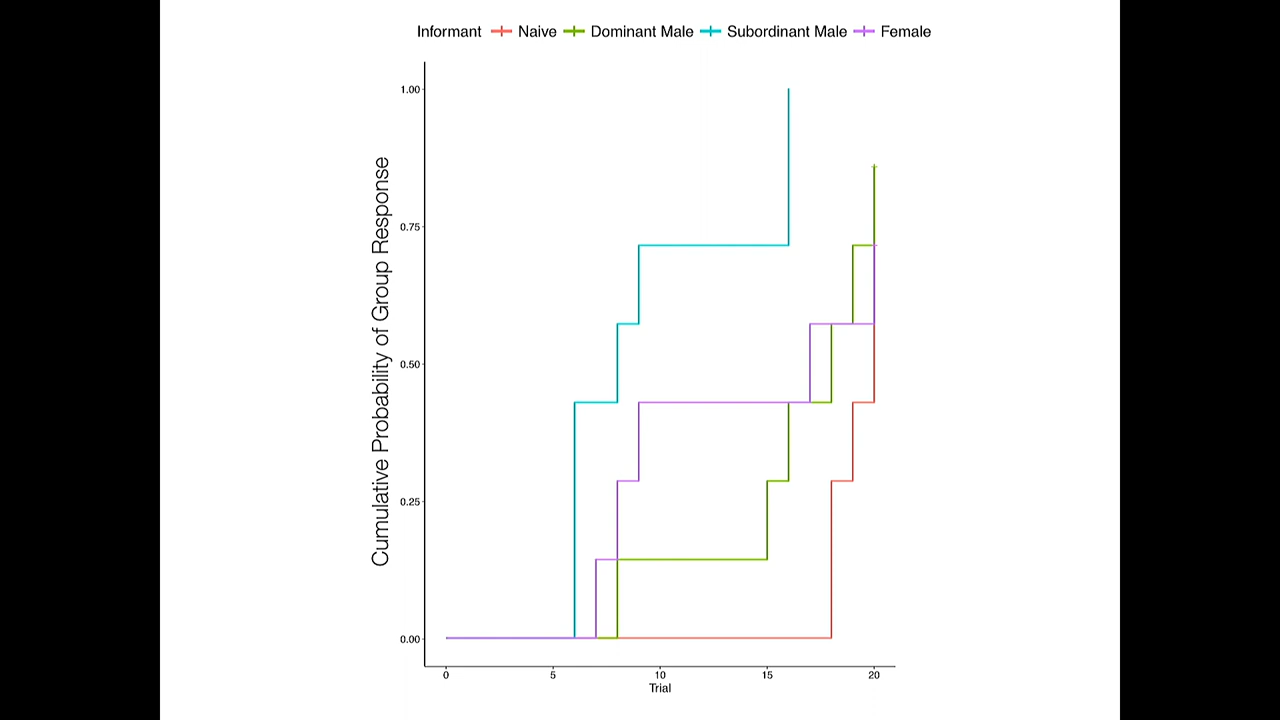 Informant Naive Dominant Male Subordinant Male Female
Cumulative Probability of Group Response
1.00
0.75
0.50
0.25
0.00
0 5 10 15 20
Trial